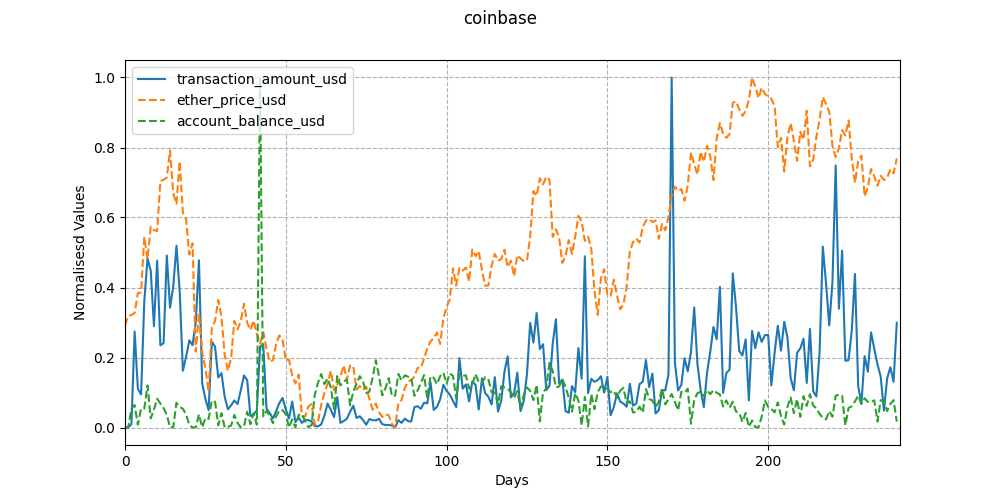 coinbase
transaction_amount_usd
ether_price_usd
account_balance_usd
Normalisesd Values
1.0
0.8
0.6
0.4
0.2
0.0
0 50 100 150 200
Days